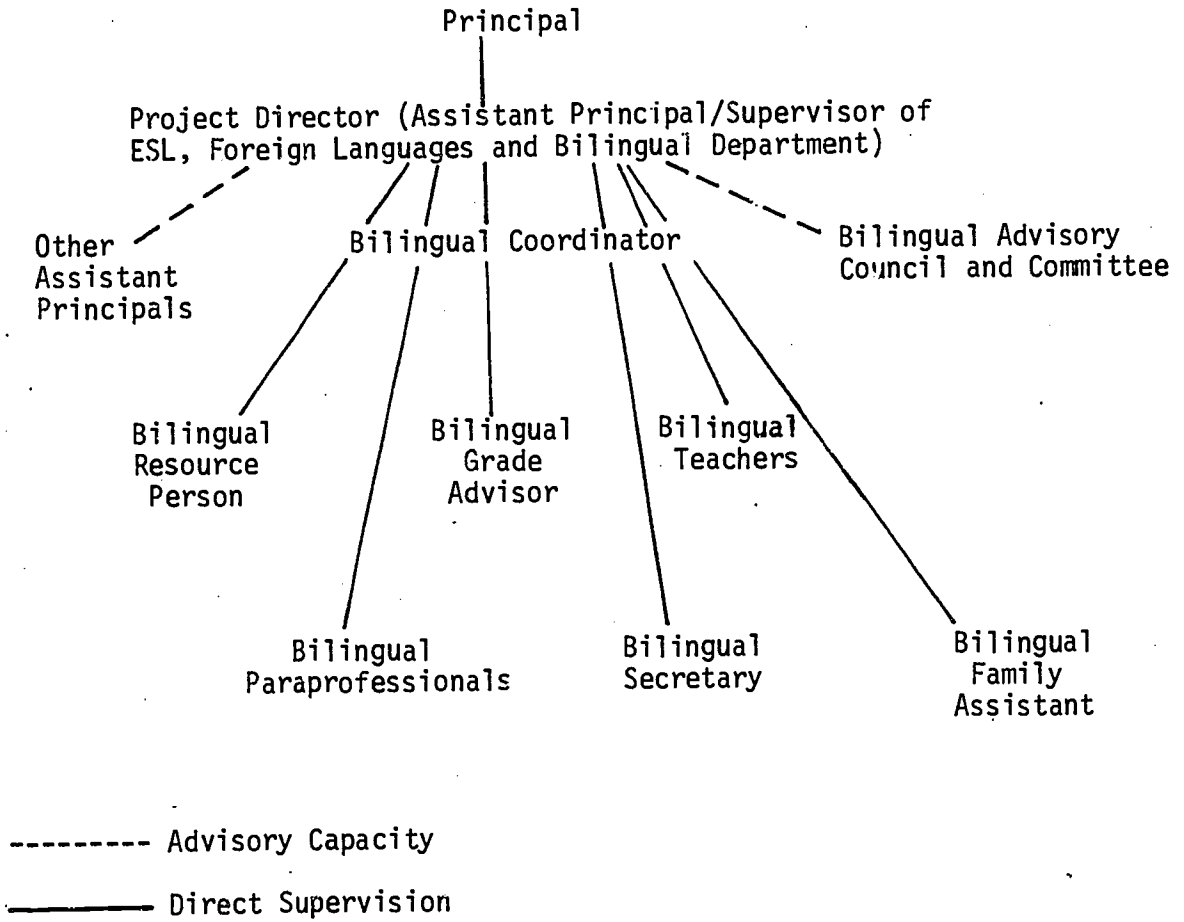 Principal
Project Director (Assistant Principal/Supervisor of
ESL, Foreign Languages and Bilingual Department)
Other
Assistant
Principals
Bilingual Coordinator
Bilingual Advisory
Council and Committee
Bilingual
Resource
Person
Bilingual
Grade
Advisor
Bilingual
Teachers
Bilingual
Paraprofessionals
Bilingual
Secretary
Bilingual
Family
Assistant
Advisory Capacity
Direct Supervision